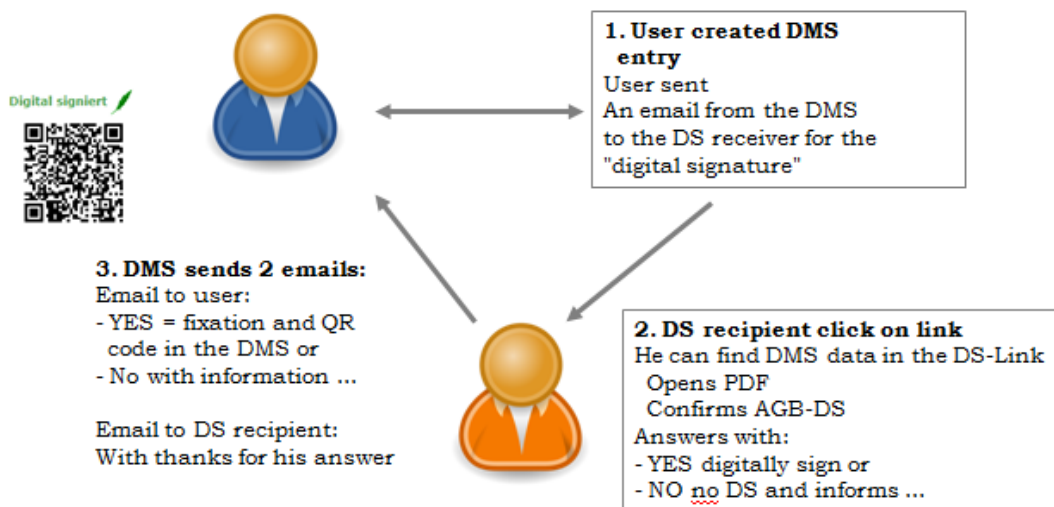 Digital signiert
1. User created DMS
entry
User sent
An email from the DMS
to the DS receiver for the
"digital signature"
2. DS recipient click on link
He can find DMS data in the DS-Link
Opens PDF
Confirms AGB-DS
Answers with:
- YES digitally sign or
- NO no DS and informs ...
3. DMS sends 2 emails:
Email to user:
- YES = fixation and QR
code in the DMS or
- No with information ...
Email to DS recipient:
With thanks for his answer